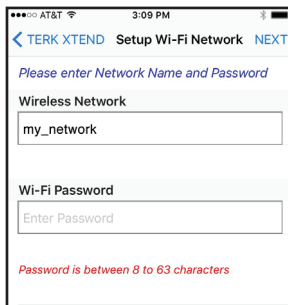 AT&T 3:09 PM
TERK XTEND Setup Wi-Fi Network NEXT
Please enter Network Name and Password
Wireless Network
my_network
Wi-Fi Password
Enter Password
Password is between 8 to 63 characters